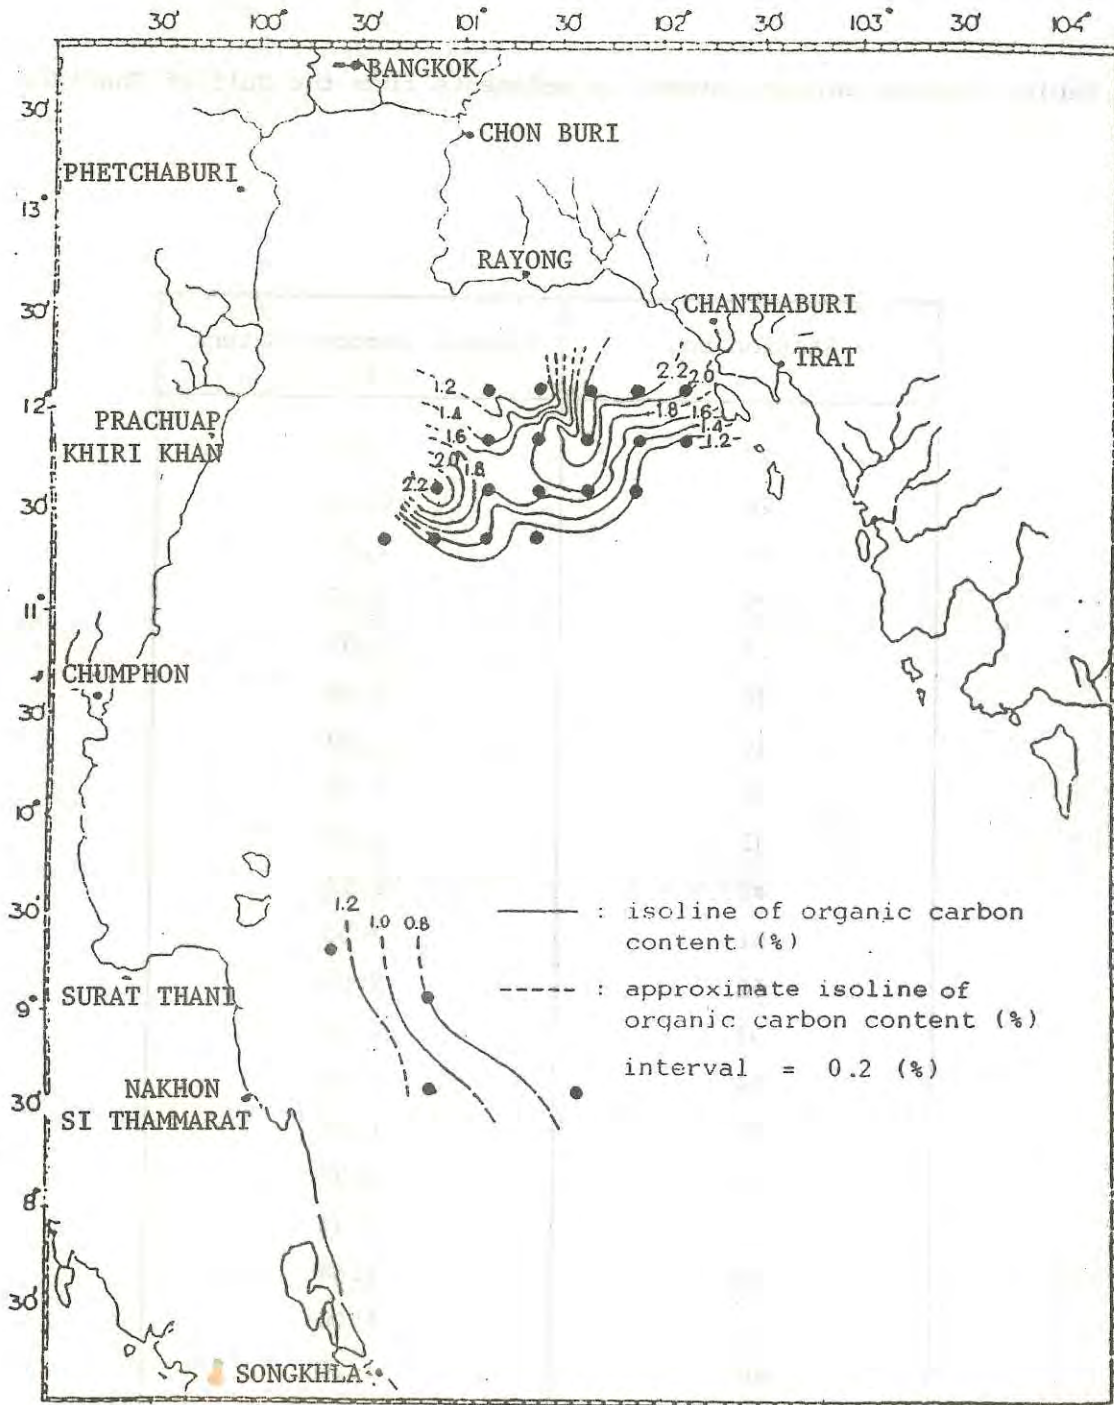 30' 100° 30' 101° 30' 102° 30' 103° 30' 104°
BANGKOK
30'
CHON BURI
PHETCHABURI
13°
RAYONG
30'
CHANTHABURI
TRAT
1.2 2.2 2.0
12°
1.4 1.8 1.6
PRACHUAP 1.4
KHIRI KHAN 1.6 1.2
2.0 1.8
2.2
30'
11°
CHUMPHON
30'
10°
30'
1.2 1.0 0.8
: isoline of organic carbon
content (%)
SURAT THANI
: approximate isoline of
9°
organic carbon content (%)
interval = 0.2 (%)
NAKHON
30'
SI THAMMARAT
8°
30'
SONGKHLA